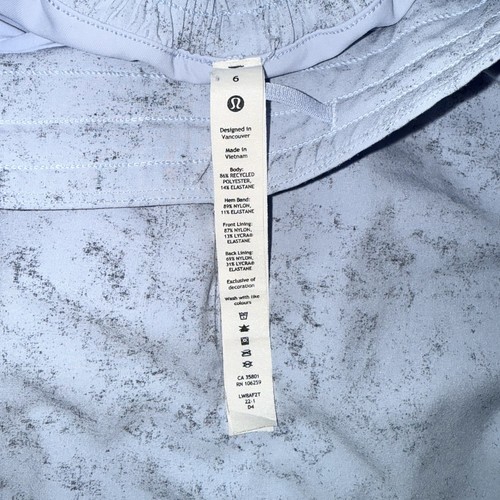 6
Designed in
Vancouver
Made in
Vietnam
Body:
86% RECYCLED
POLYESTER,
14% ELASTANE
Hem Band:
89% NYLON,
11% ELASTANE
Front Lining:
87% NYLON,
13% LYCRA®
ELASTANE
Back Lining:
69% NYLON,
31% LYCRA®
ELASTANE
Exclusive of
decoration
Wash with like
colours
CA 35801
RN 106259
LW8AF2T
22-1
D4